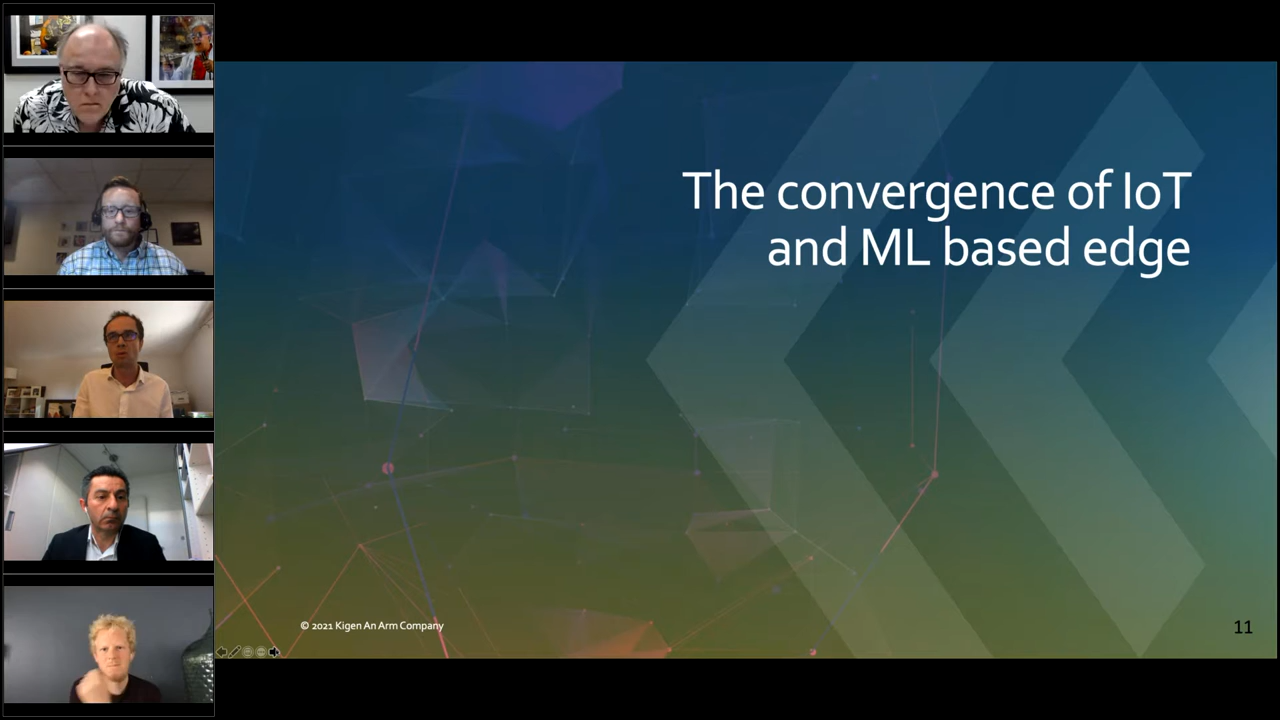 The convergence of IoT
and ML based edge
© 2021 Kigen An Arm Company
11